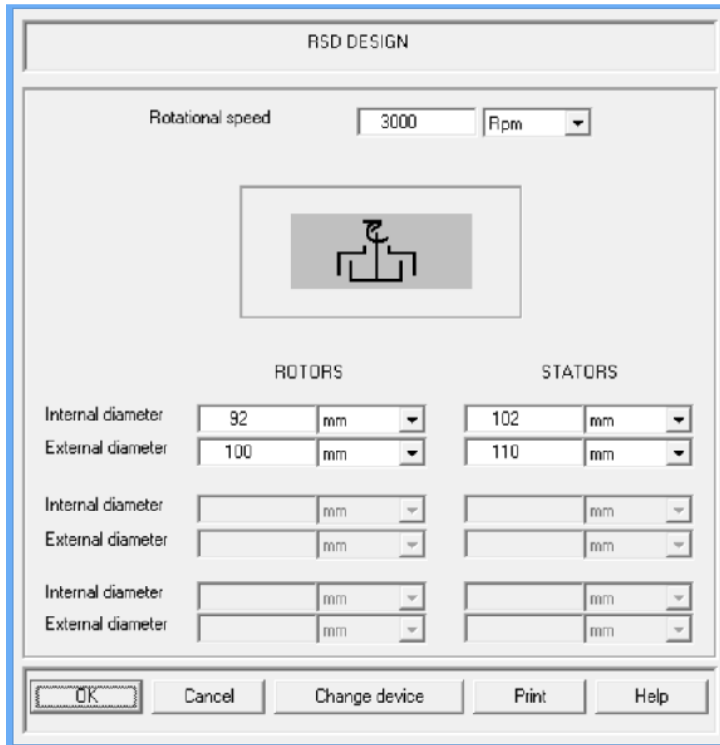 RSD DESIGN
Rotational speed 3000 Rpm
ROTORS STATORS
Internal diameter 92 mm 102 mm
External diameter 100 mm 110 mm
Internal diameter mm mm
External diameter mm mm
Internal diameter mm mm
External diameter mm mm
OK Cancel Change device Print Help